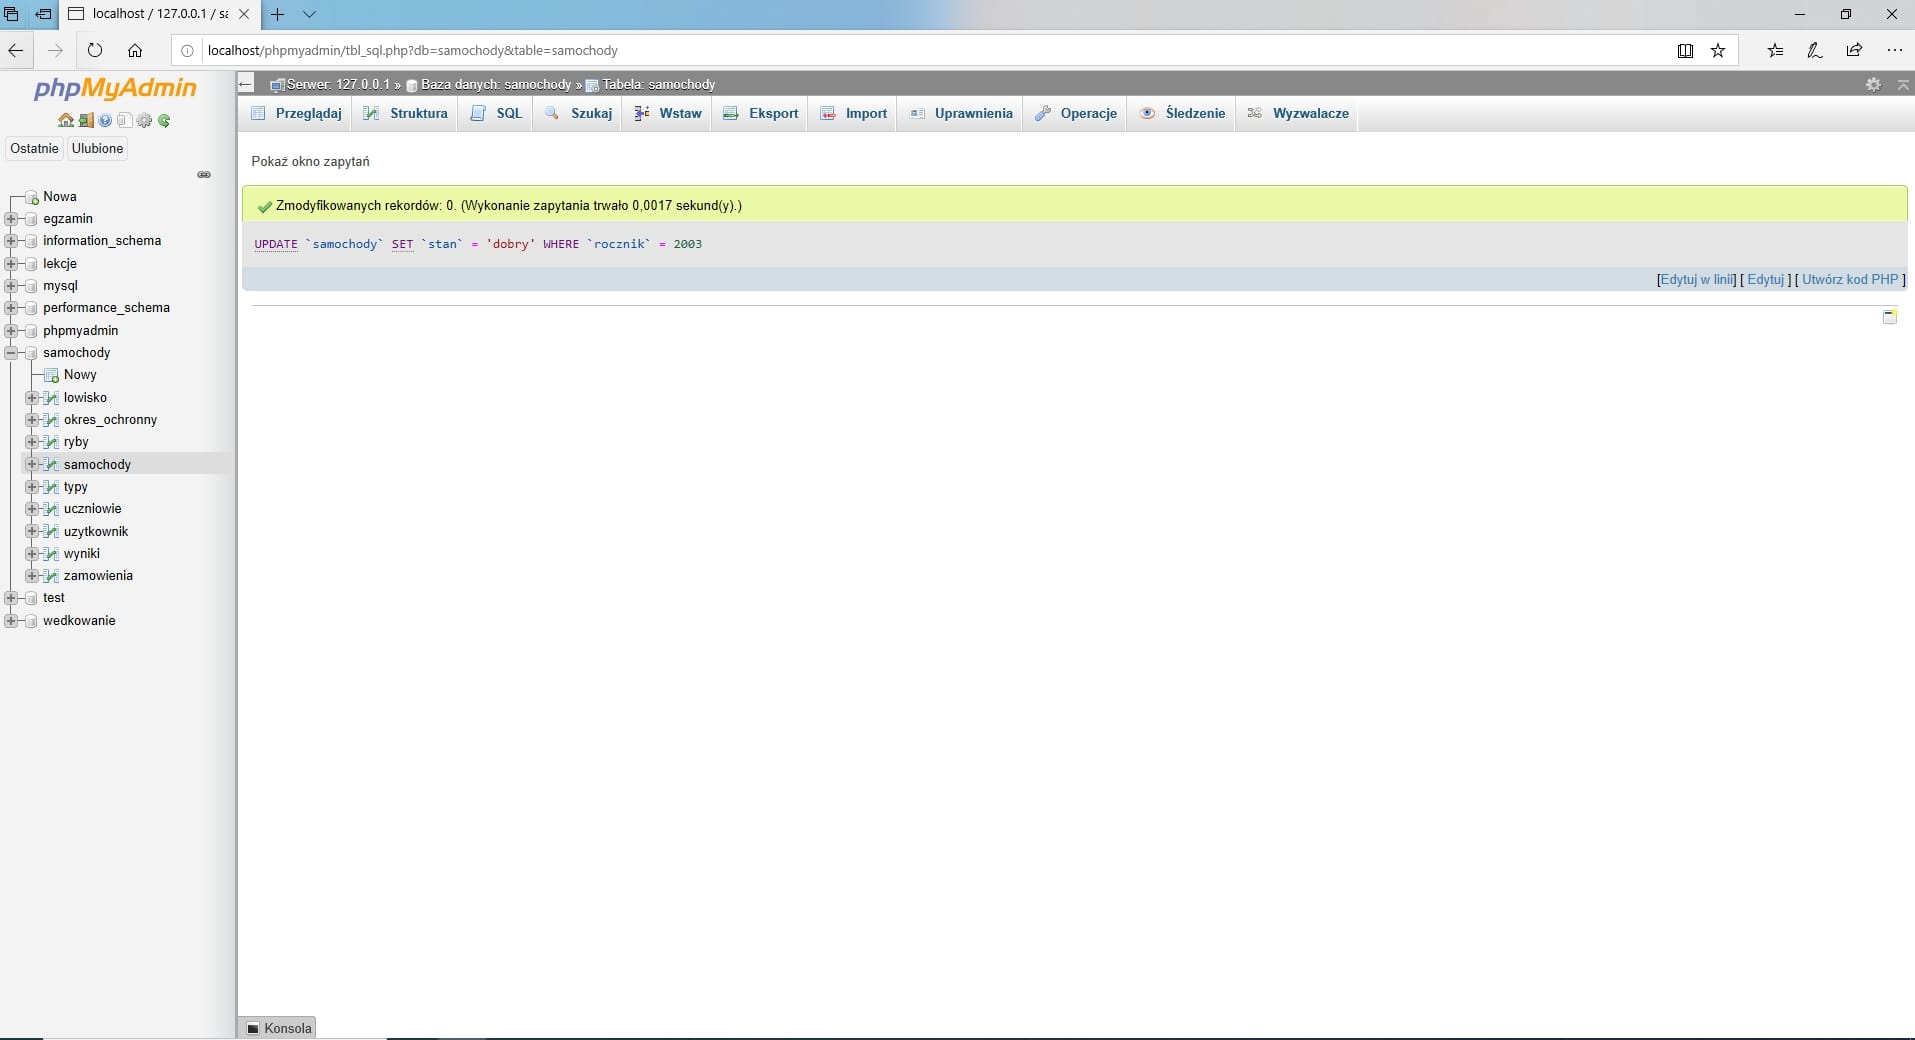 localhost / 127.0.0.1 / sa
localhost/phpmyadmin/tbl_sql.php?db=samochody&table=samochody
phpMyAdmin
Ostatnie Ulubione
Nowa
egzamin
information_schema
lekcje
mysql
performance_schema
phpmyadmin
samochody
Nowy
lowisko
okres_ochronny
ryby
samochody
typy
uczniowie
uzytkownik
wyniki
zamowienia
test
wedkowanie
Serwer: 127.0.0.1 » Baza danych: samochody » Tabela: samochody
Przeglądaj Struktura SQL Szukaj Wstaw Eksport Import Uprawnienia Operacje Śledzenie Wyzwalacze
Pokaż okno zapytań
Zmodyfikowanych rekordów: 0. (Wykonanie zapytania trwało 0,0017 sekund(y).)
UPDATE `samochody` SET `stan` = 'dobry' WHERE `rocznik` = 2003
[Edytuj w linii] [ Edytuj ] [ Utwórz kod PHP ]
Konsola